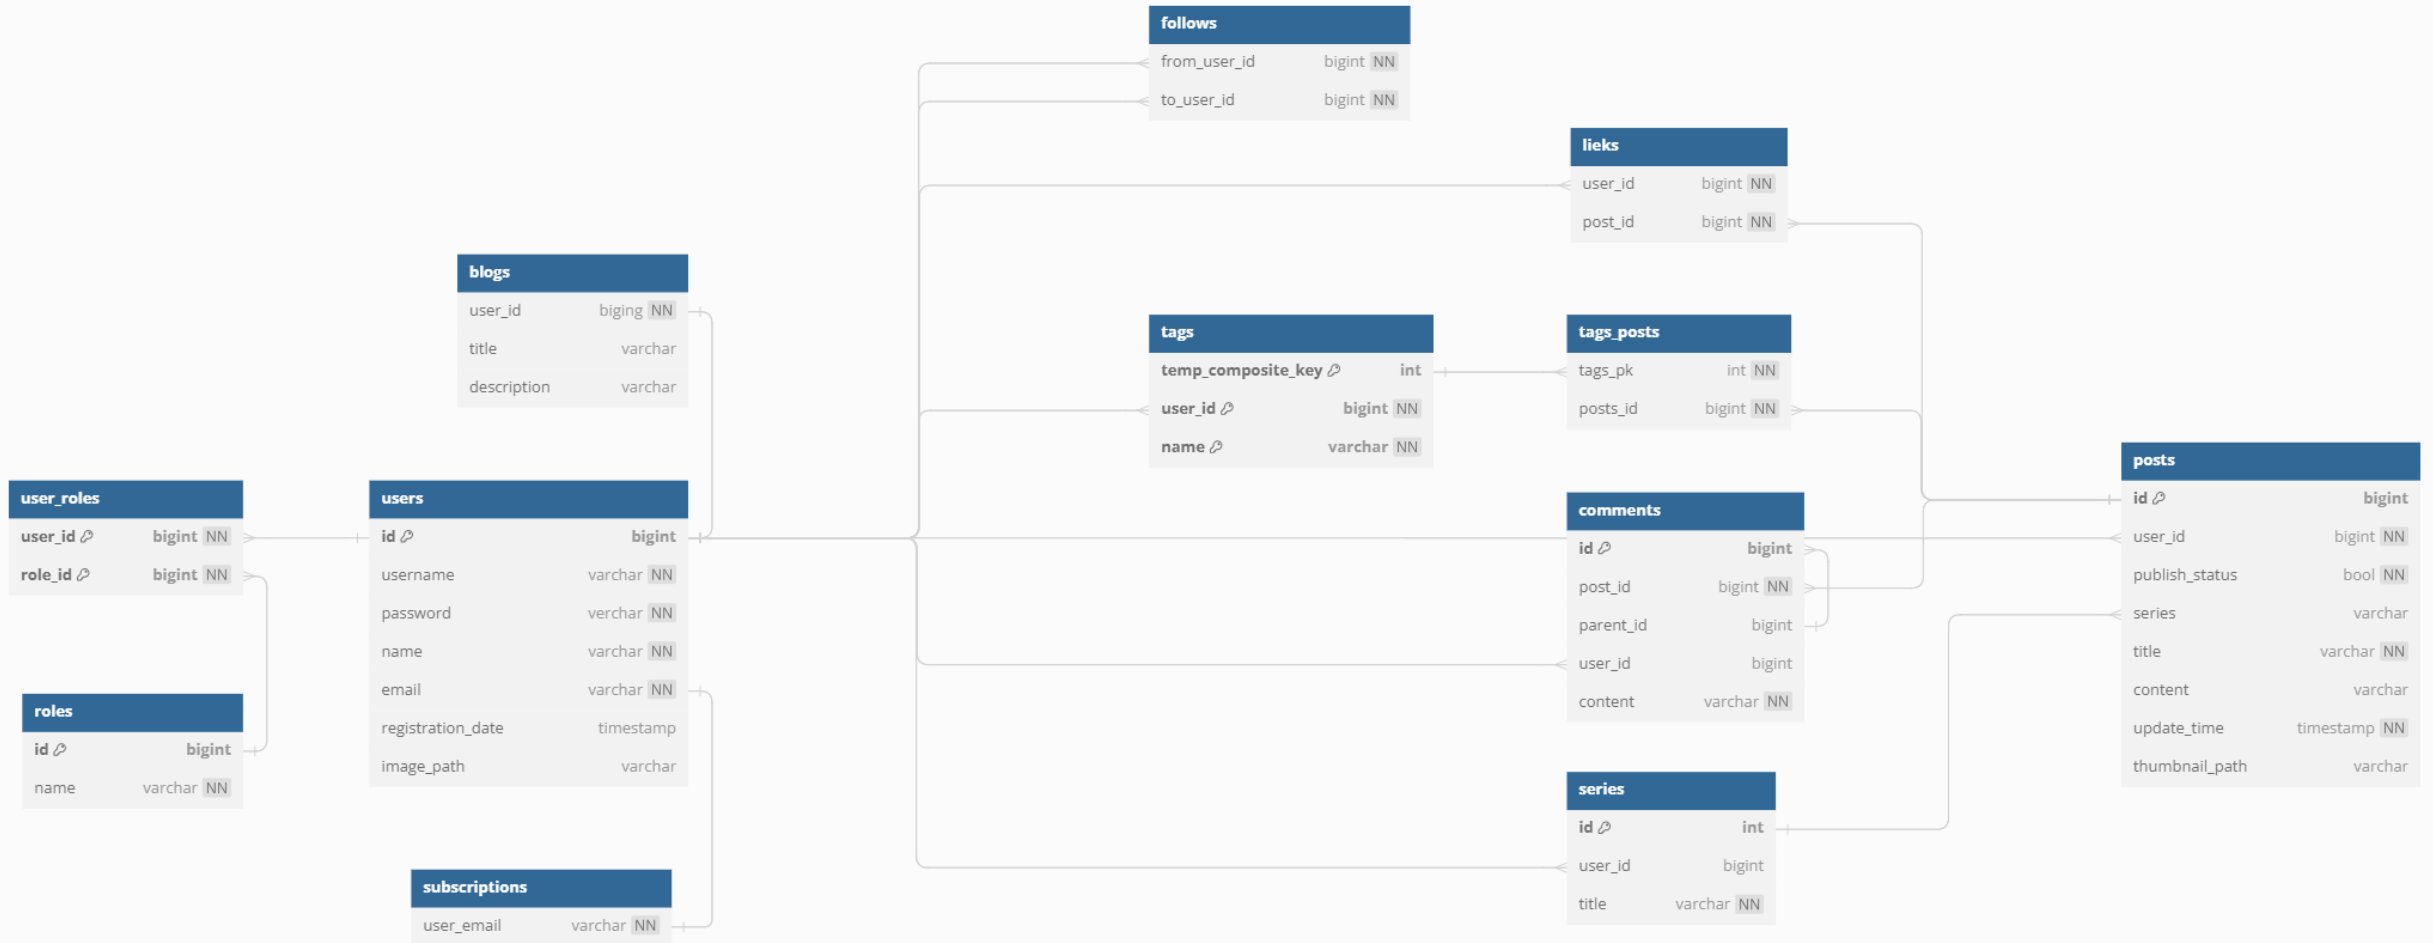 follows
from_user_id bigint NN
to_user_id bigint NN
lieks
user_id bigint NN
post_id bigint NN
blogs
user_id biging NN
title varchar
description varchar
tags
temp_composite_key int
user_id bigint NN
name varchar NN
tags_posts
tags_pk int NN
posts_id bigint NN
user_roles
user_id bigint NN
role_id bigint NN
users
id bigint
username varchar NN
password verchar NN
name varchar NN
email varchar NN
registration_date timestamp
image_path varchar
comments
id bigint
post_id bigint NN
parent_id bigint
user_id bigint
content varchar NN
posts
id bigint
user_id bigint NN
publish_status bool NN
series varchar
title varchar NN
content varchar
update_time timestamp NN
thumbnail_path varchar
roles
id bigint
name varchar NN
series
id int
user_id bigint
title varchar NN
subscriptions
user_email varchar NN